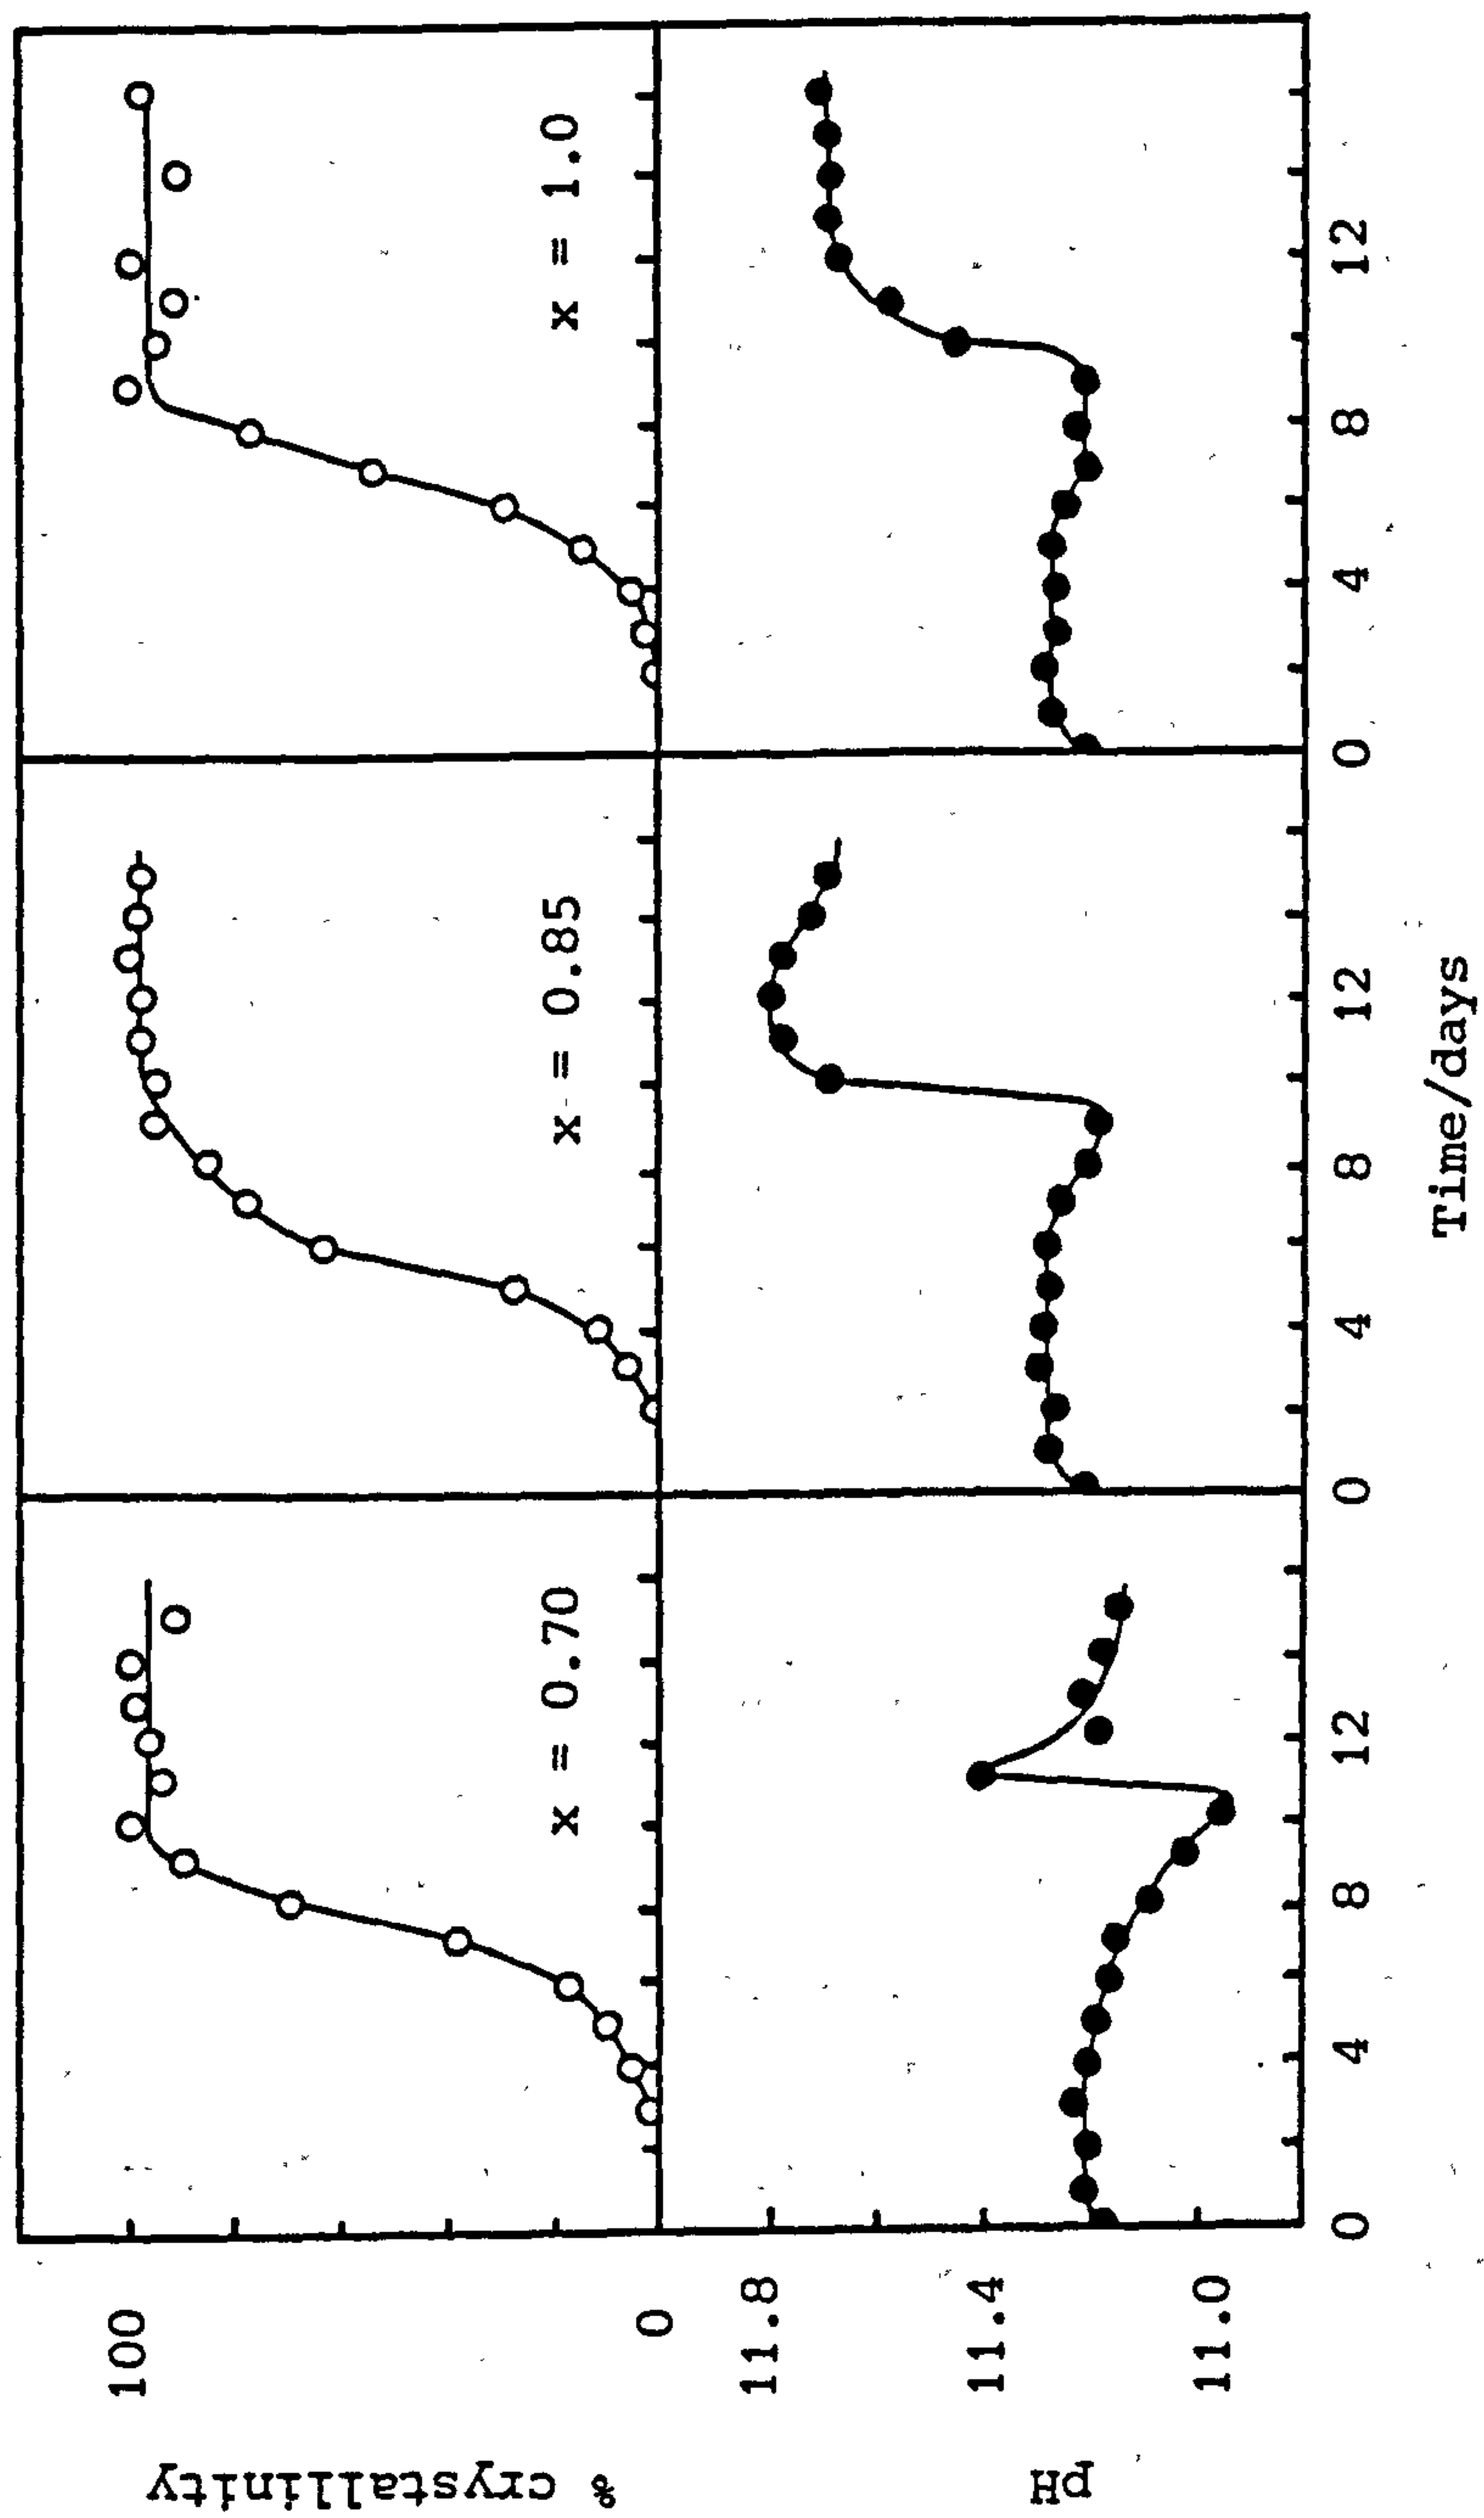 % crystallinity
100
0
x = 0.70
x = 0.85
x = 1.0
pH
11.8
11.4
11.0
0 4 8 12 0 4 8 12 0 4 8 12
Time/days